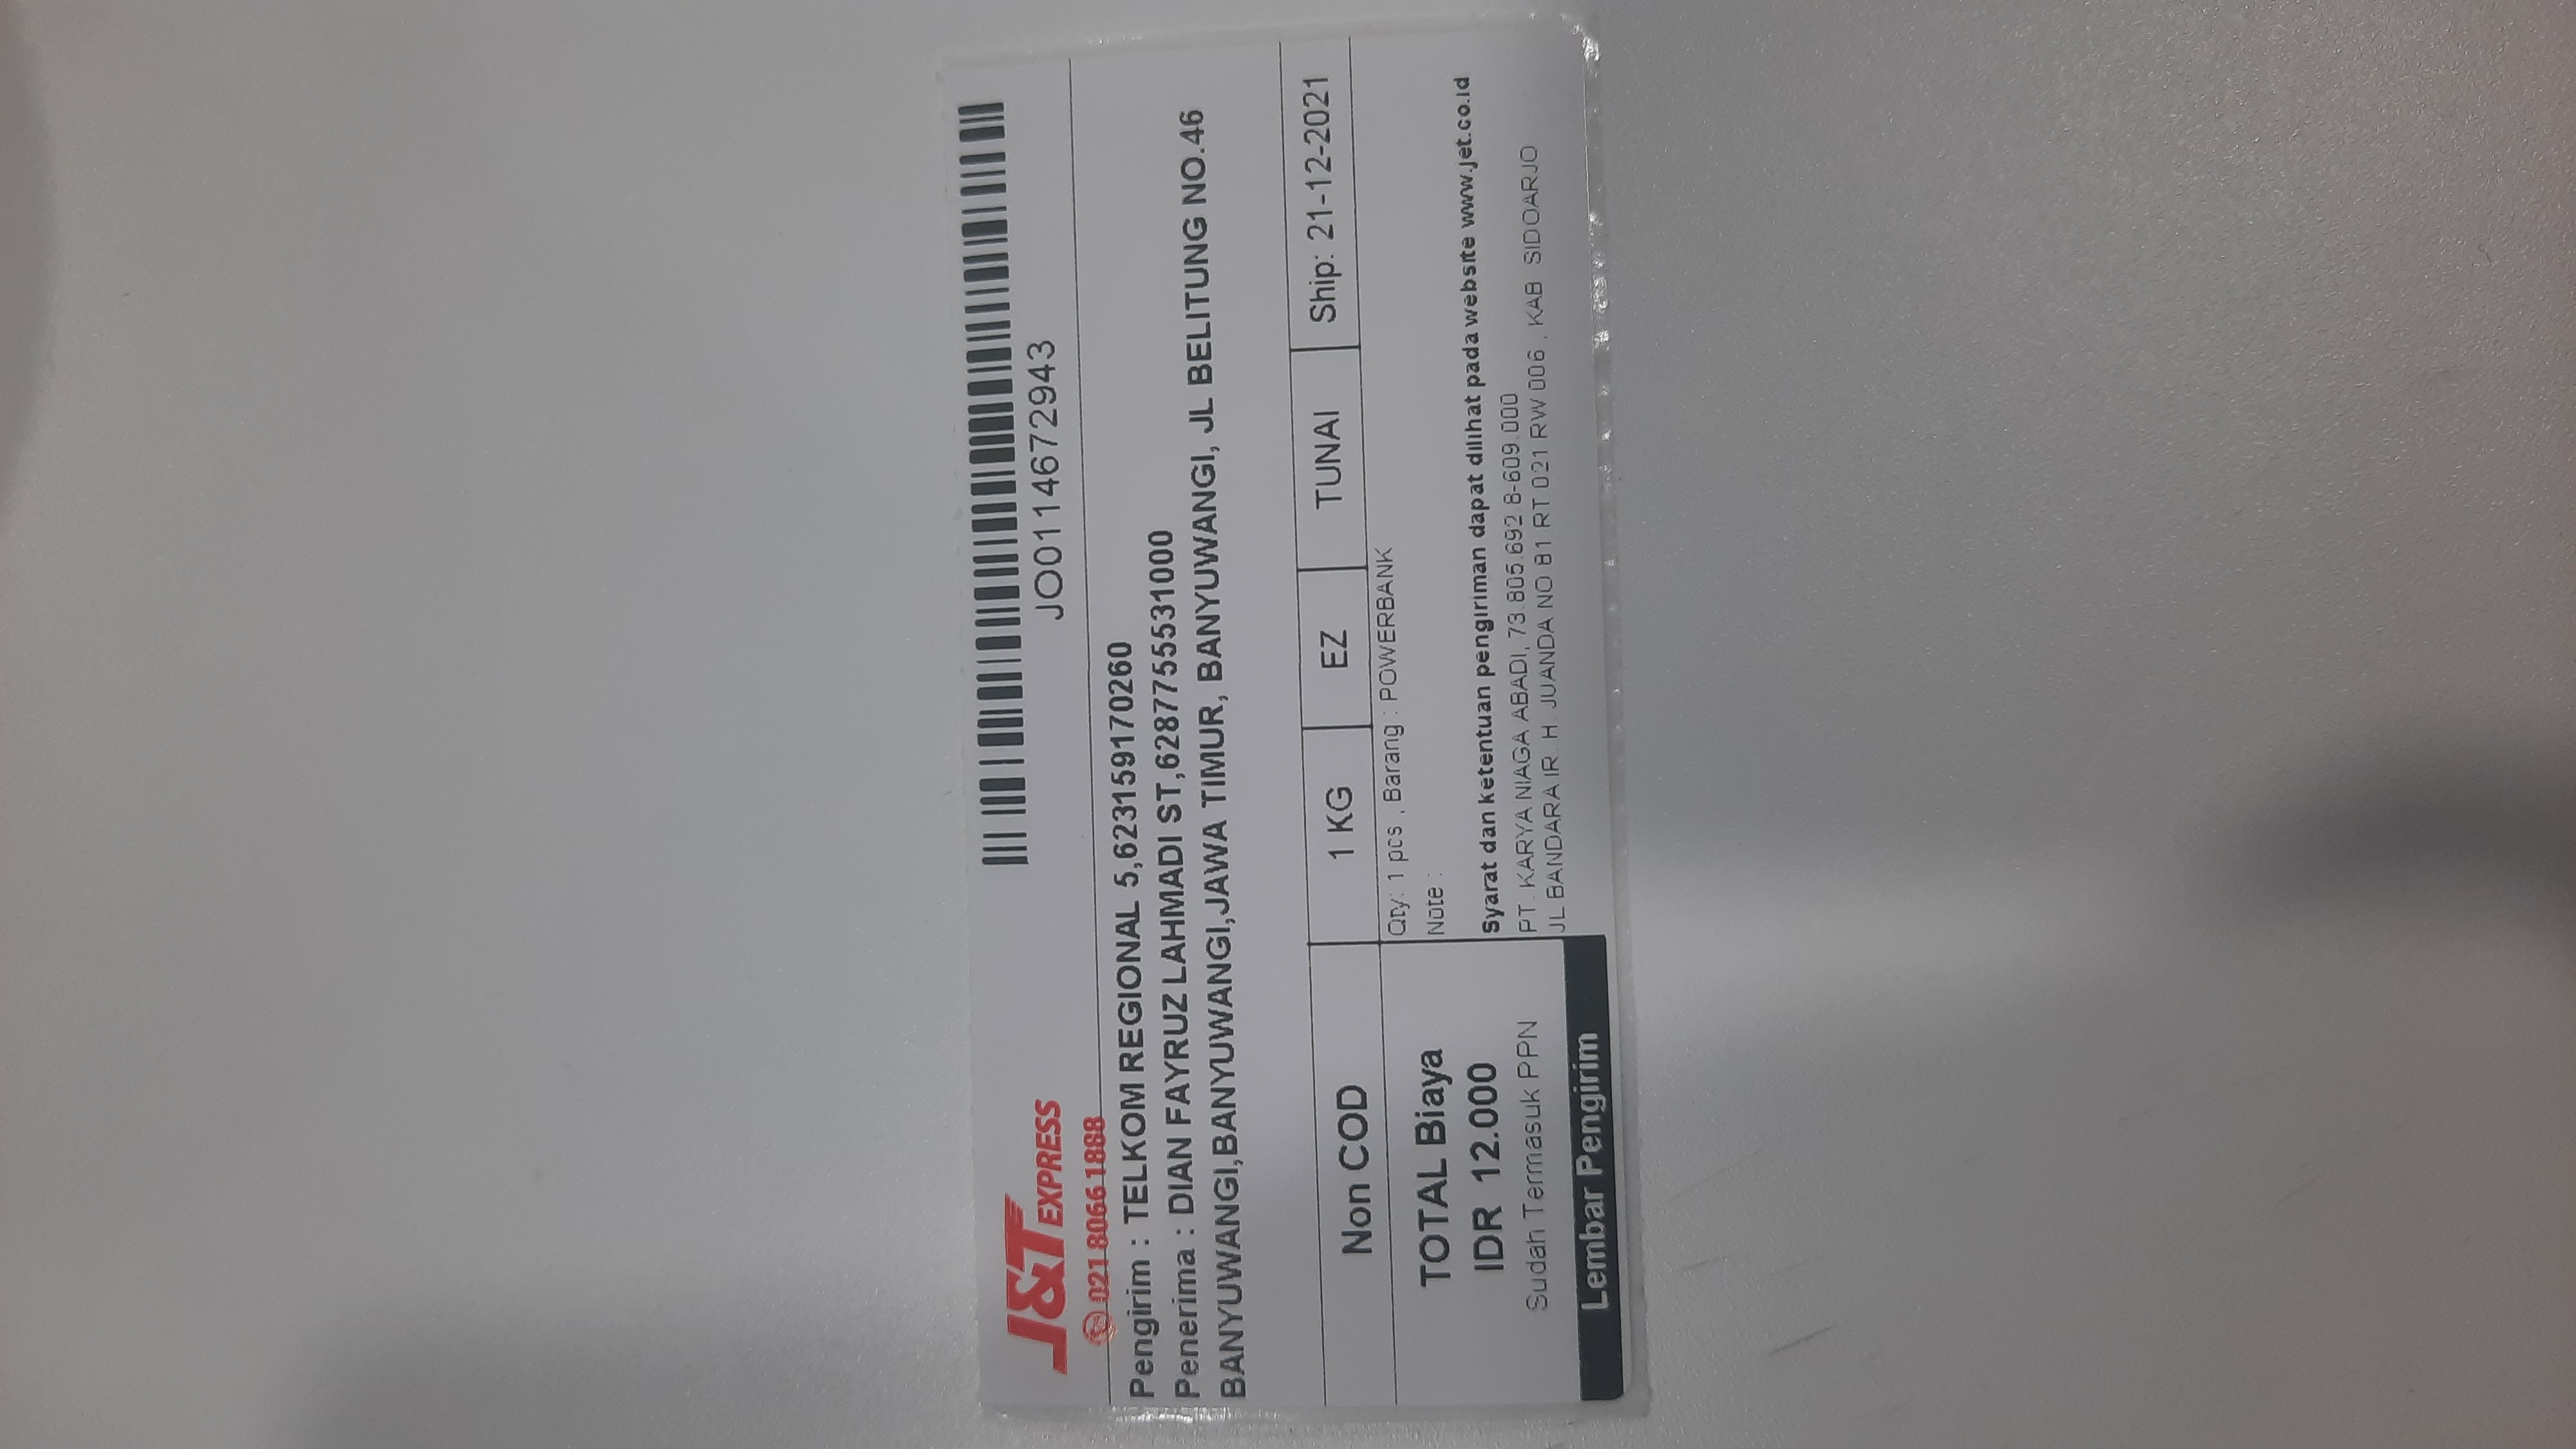 J&T EXPRESS
021 8066 1888
JO0114672943
Pengirim : TELKOM REGIONAL 5,623159170260
Penerima : DIAN FAYRUZ LAHMADI ST,6287755531000
BANYUWANGI,BANYUWANGI,JAWA TIMUR, BANYUWANGI, JL BELITUNG NO.46
Non COD
1 KG
EZ
TUNAI
Ship: 21-12-2021
TOTAL Biaya
IDR 12.000
Sudah Termasuk PPN
Lembar Pengirim
Qty: 1 pcs , Barang : POWERBANK
Note :
Syarat dan ketentuan pengiriman dapat dilihat pada website www.jet.co.id
PT. KARYA NIAGA ABADI, 73.805.692.8-609.000
JL BANDARA IR. H. JUANDA NO 81 RT 021 RW 006 , KAB. SIDOARJO